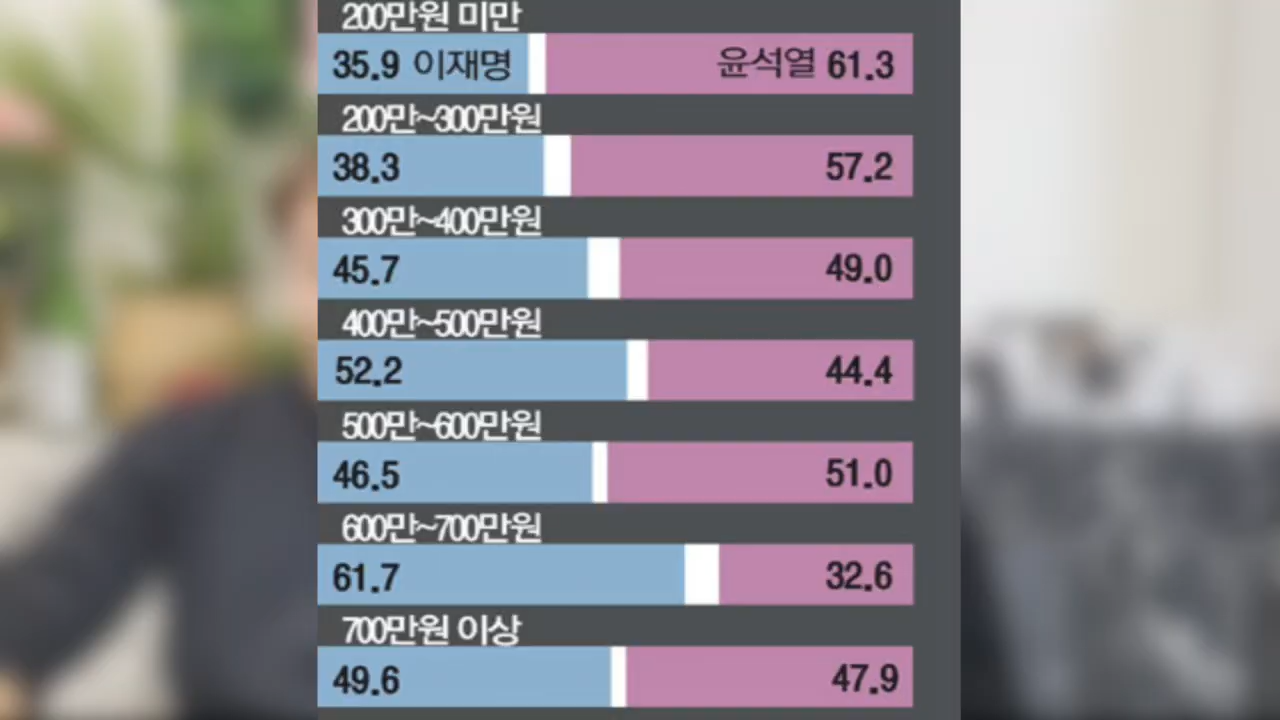 200만원 미만
35.9 이재명 윤석열 61.3
200만~300만원
38.3 57.2
300만~400만원
45.7 49.0
400만~500만원
52.2 44.4
500만~600만원
46.5 51.0
600만~700만원
61.7 32.6
700만원 이상
49.6 47.9